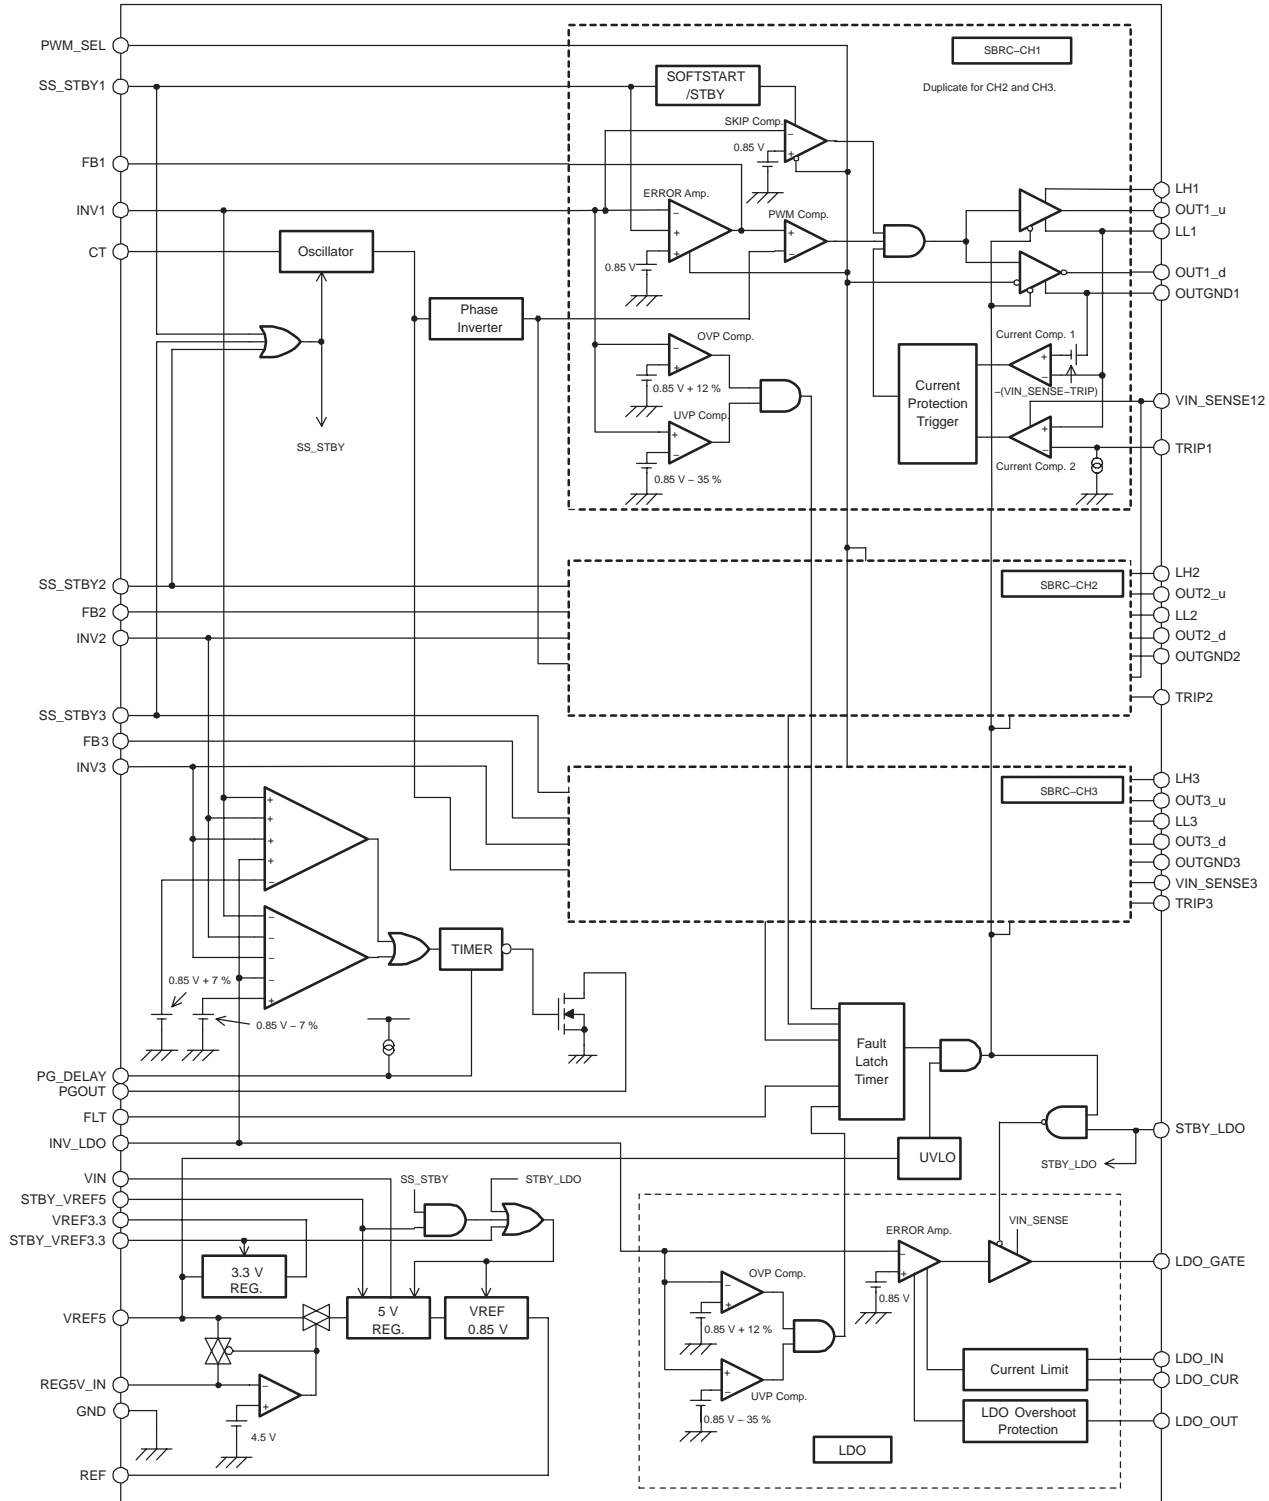 PWM_SEL
SBRC–CH1
SS_STBY1
SOFTSTART
/STBY
Duplicate for CH2 and CH3.
SKIP Comp.
–
+
0.85 V
FB1
ERROR Amp.
LH1
INV1
–
+
+
PWM Comp.
+
–
OUT1_u
LL1
CT
Oscillator
0.85 V
OUT1_d
OUTGND1
Phase
Inverter
OVP Comp.
–
+
Current Comp. 1
+
–
0.85 V + 12 %
Current
Protection
Trigger
–(VIN_SENSE–TRIP)
VIN_SENSE12
UVP Comp.
+
–
+
–
SS_STBY
TRIP1
Current Comp. 2
0.85 V – 35 %
SS_STBY2
SBRC–CH2
LH2
OUT2_u
FB2
LL2
INV2
OUT2_d
OUTGND2
TRIP2
SS_STBY3
FB3
INV3
SBRC–CH3
LH3
OUT3_u
LL3
OUT3_d
OUTGND3
VIN_SENSE3
TRIP3
+
+
+
+
–
–
–
–
–
+
TIMER
0.85 V + 7 %
0.85 V – 7 %
Fault
Latch
Timer
PG_DELAY
PGOUT
FLT
INV_LDO
STBY_LDO
UVLO
STBY_LDO
VIN
SS_STBY
STBY_LDO
STBY_VREF5
VREF3.3
STBY_VREF3.3
ERROR Amp.
VIN_SENSE
–
+
LDO_GATE
3.3 V
REG.
OVP Comp.
–
+
0.85 V
VREF5
5 V
REG.
VREF
0.85 V
0.85 V + 12 %
LDO_IN
Current Limit
LDO_CUR
REG5V_IN
–
+
+
–
UVP Comp.
GND
0.85 V – 35 %
LDO Overshoot
Protection
LDO_OUT
4.5 V
LDO
REF